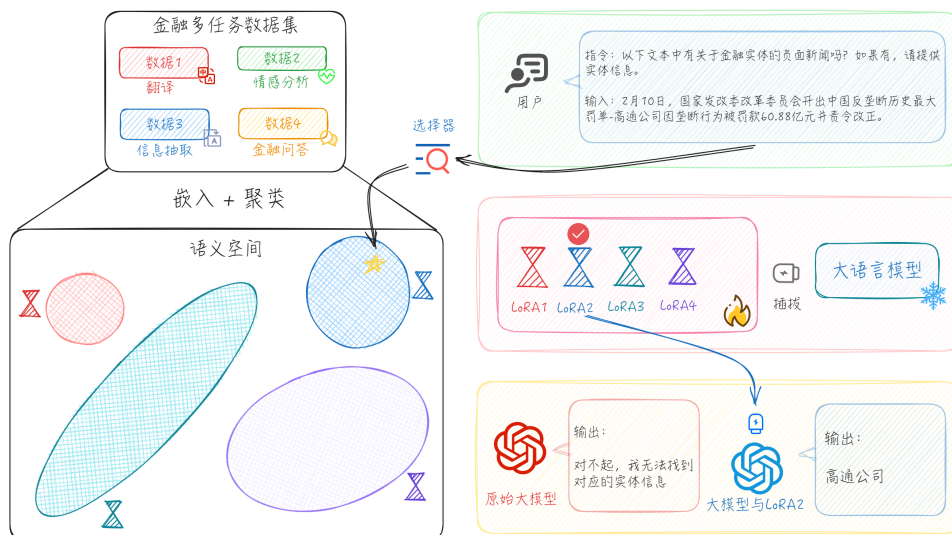 金融多任务数据集
数据1
翻译
数据2
情感分析
数据3
信息抽取
数据4
金融问答
嵌入 + 聚类
语义空间
选择器
用户
指令：以下文本中有关于金融实体的负面新闻吗？如果有，请提供
实体信息。
输入：2月10日，国家发改本改革委员会开出中国反垄断历史最大
罚单-高通公司因垄断行为被罚款60.88亿元并责令改正。
LoRA1
LoRA2
LoRA3
LoRA4
插拔
大语言模型
原始大模型
输出：
对不起，我无法找到
对应的实体信息
大模型与LoRA2
输出：
高通公司